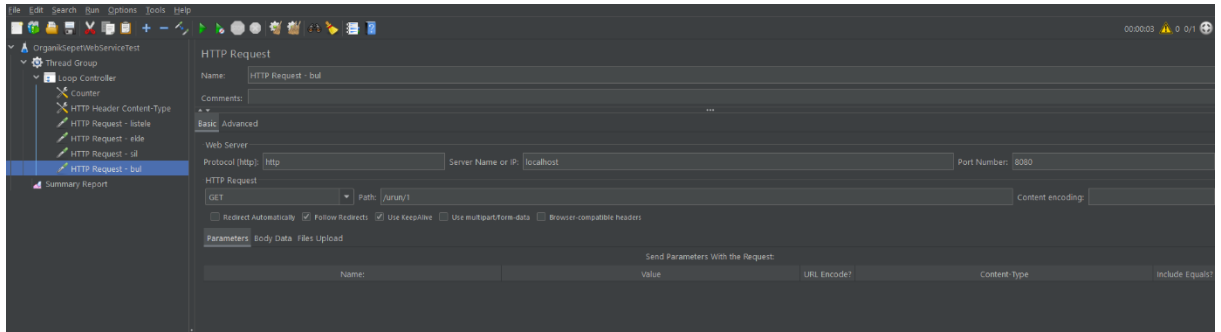 File Edit Search Run Options Tools Help
00:00:03 0 0/1
OrganikSepetWebServiceTest
Thread Group
Loop Controller
Counter
HTTP Header Content-Type
HTTP Request - listele
HTTP Request - ekle
HTTP Request - sil
HTTP Request - bul
Summary Report
HTTP Request
Name: HTTP Request - bul
Comments:
Basic Advanced
Web Server
Protocol [http]: http Server Name or IP: localhost Port Number: 8080
HTTP Request
GET Path: /urun/1 Content encoding:
Redirect Automatically Follow Redirects Use KeepAlive Use multipart/form-data Browser-compatible headers
Parameters Body Data Files Upload
Send Parameters With the Request:
Name: Value URL Encode? Content-Type Include Equals?